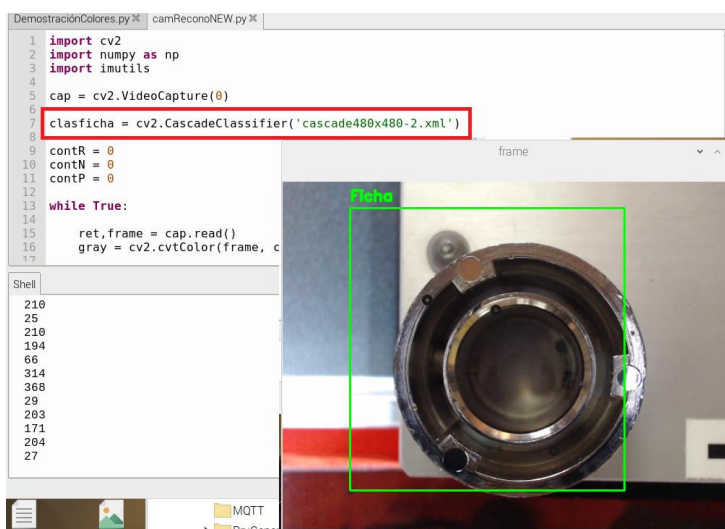 DemostraciónColores.py camReconoNEW.py
1 import cv2
2 import numpy as np
3 import imutils
4
5 cap = cv2.VideoCapture(0)
6
7 clasficha = cv2.CascadeClassifier('cascade480x480-2.xml')
8
9 contR = 0
10 contN = 0
11 contP = 0
12
13 while True:
14
15 ret,frame = cap.read()
16 gray = cv2.cvtColor(frame, c
17
frame
Ficha
Shell
210
25
210
194
66
314
368
29
203
171
204
27
MQTT